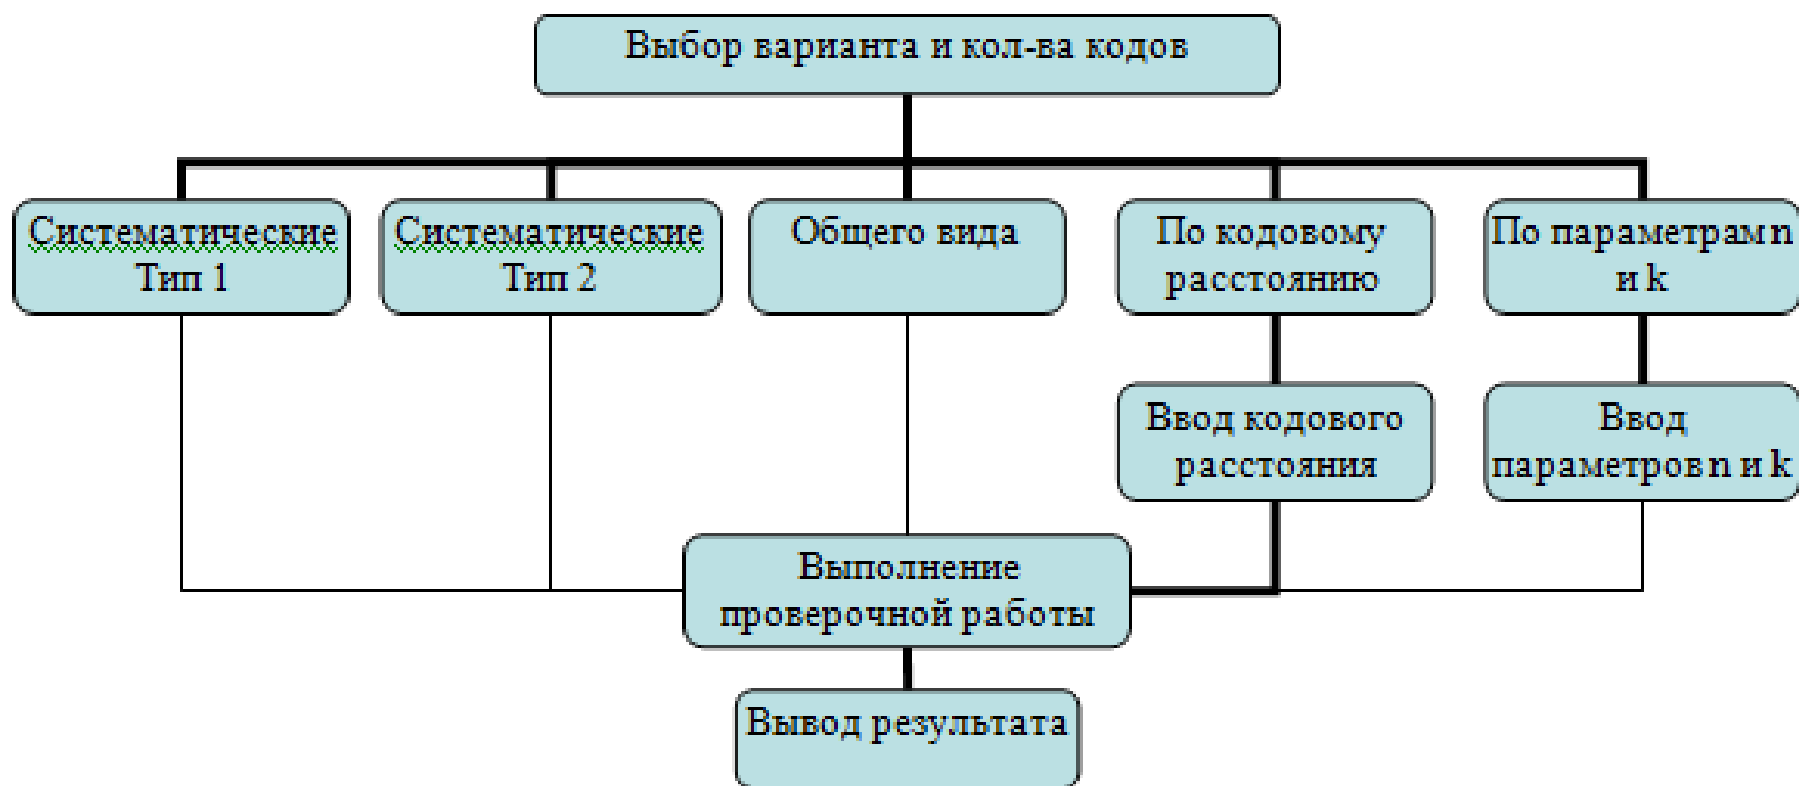 Выбор варианта и кол-ва кодов
Систематические
Тип 1
Систематические
Тип 2
Общего вида
По кодовому
расстоянию
По параметрам n
и k
Ввод кодового
расстояния
Ввод
параметров n и k
Выполнение
проверочной работы
Вывод результата